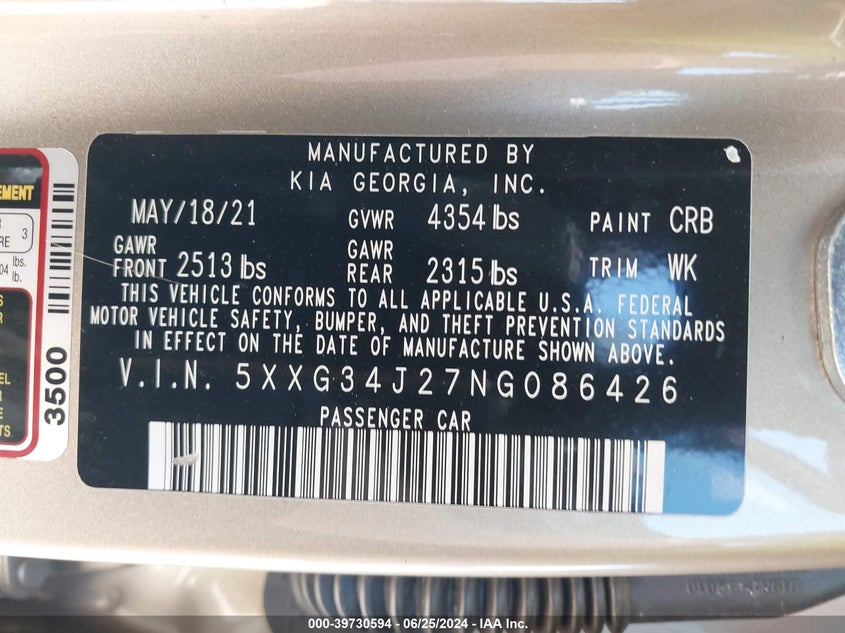 MANUFACTURED BY
KIA GEORGIA, INC.
MAY/18/21 GVWR 4354 lbs PAINT CRB
GAWR FRONT 2513 lbs GAWR REAR 2315 lbs TRIM WK
THIS VEHICLE CONFORMS TO ALL APPLICABLE U.S.A. FEDERAL
MOTOR VEHICLE SAFETY, BUMPER, AND THEFT PREVENTION STANDARDS
IN EFFECT ON THE DATE OF MANUFACTURE SHOWN ABOVE.
V.I.N. 5XXG34J27NG086426
PASSENGER CAR
3
lbs.
lb.
3500
000-39730594 - 06/25/2024 - IAA Inc.